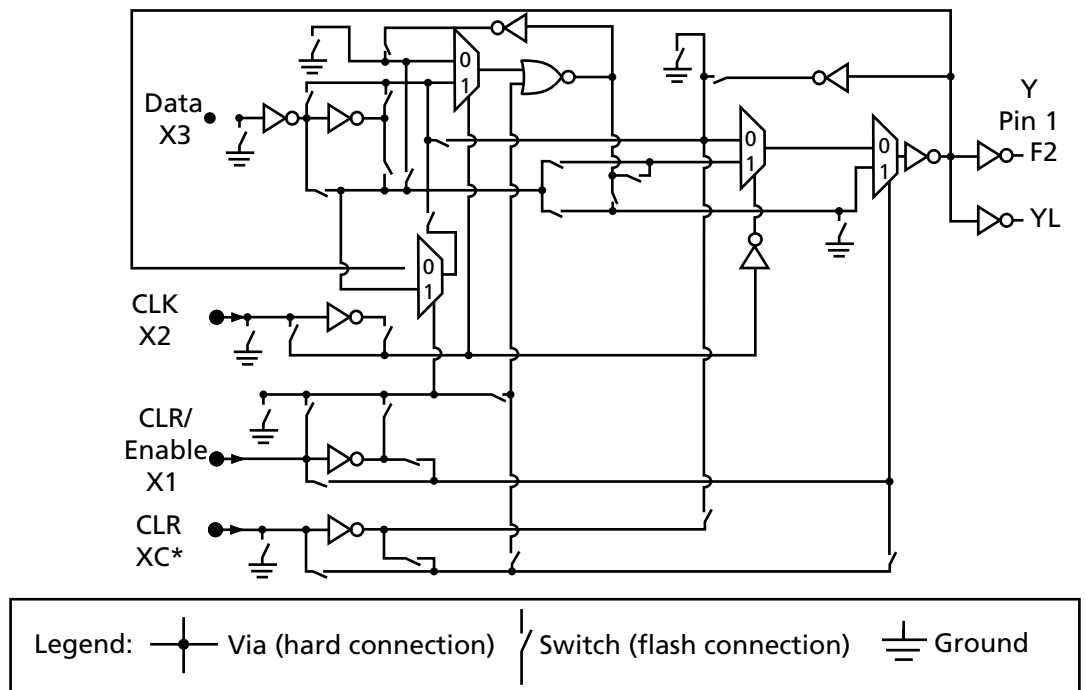 0
1
Data
X3
0
1
0
1
Y
Pin 1
F2
YL
0
1
CLK
X2
CLR/
Enable
X1
CLR
XC*
Legend: Via (hard connection) Switch (flash connection) Ground